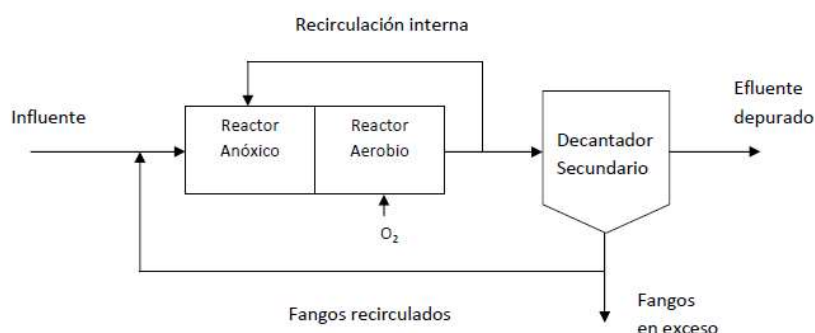 Recirculación interna
Influente
Reactor
Anóxico
Reactor
Aerobio
O₂
Decantador
Secundario
Efluente
depurado
Fangos recirculados
Fangos
en exceso